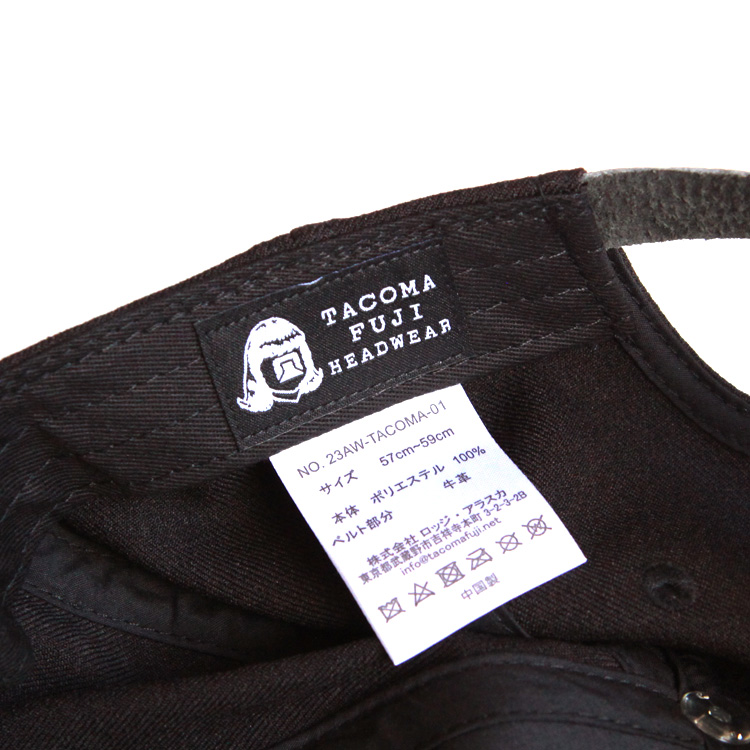 TACOMA
FUJI
HEADWEAR
NO. 23AW-TACOMA-01
サイズ 57cm~59cm
本体 ポリエステル 100%
ベルト部分 牛革
株式会社 ロッジ・アラスカ
東京都武蔵野市吉祥寺本町 3-2-3-2B
info@tacomafuji.net
中国製